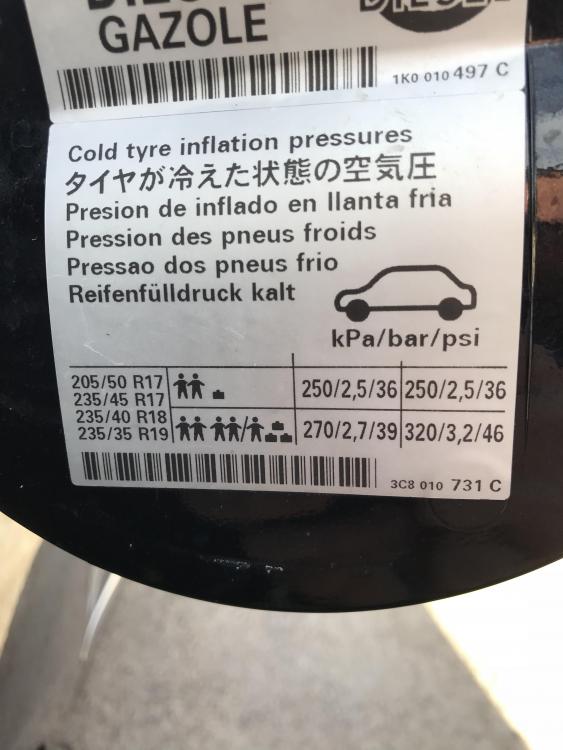 GAZOLE
1K0 010 497 C
Cold tyre inflation pressures
タイヤが冷えた状態の空気圧
Presion de inflado en llanta fria
Pression des pneus froids
Pressao dos pneus frio
Reifenfülldruck kalt
kPa/bar/psi
205/50 R17
235/45 R17
235/40 R18
235/35 R19
250/2,5/36 250/2,5/36
270/2,7/39 320/3,2/46
3C8 010 731 C